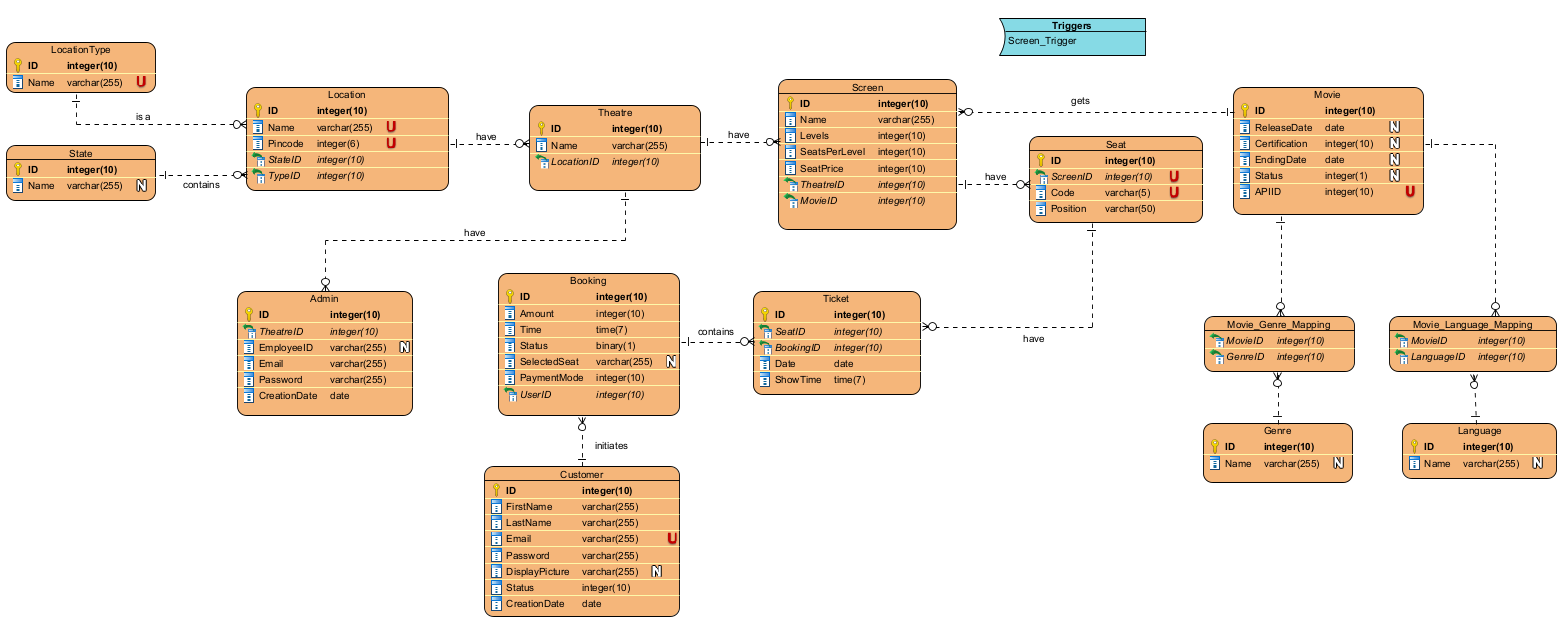 Triggers
Screen_Trigger
LocationType
ID integer(10)
Name varchar(255) U
is a
State
ID integer(10)
Name varchar(255) N
contains
Location
ID integer(10)
Name varchar(255) U
Pincode integer(6) U
StateID integer(10)
TypeID integer(10)
have
Theatre
ID integer(10)
Name varchar(255)
LocationID integer(10)
have
have
Screen
ID integer(10)
Name varchar(255)
Levels integer(10)
SeatsPerLevel integer(10)
SeatPrice integer(10)
TheatreID integer(10)
MovieID integer(10)
gets
have
Seat
ID integer(10)
ScreenID integer(10) U
Code varchar(5) U
Position varchar(50)
have
Movie
ID integer(10)
ReleaseDate date N
Certification integer(10) N
EndingDate date N
Status integer(1) N
APIID integer(10) U
Admin
ID integer(10)
TheatreID integer(10)
EmployeeID varchar(255) N
Email varchar(255)
Password varchar(255)
CreationDate date
Booking
ID integer(10)
Amount integer(10)
Time time(7)
Status binary(1)
SelectedSeat varchar(255) N
PaymentMode integer(10)
UserID integer(10)
contains
initiates
Ticket
ID integer(10)
SeatID integer(10)
BookingID integer(10)
Date date
ShowTime time(7)
Movie_Genre_Mapping
MovieID integer(10)
GenreID integer(10)
Movie_Language_Mapping
MovieID integer(10)
LanguageID integer(10)
Genre
ID integer(10)
Name varchar(255) N
Language
ID integer(10)
Name varchar(255) N
Customer
ID integer(10)
FirstName varchar(255)
LastName varchar(255)
Email varchar(255) U
Password varchar(255)
DisplayPicture varchar(255) N
Status integer(10)
CreationDate date